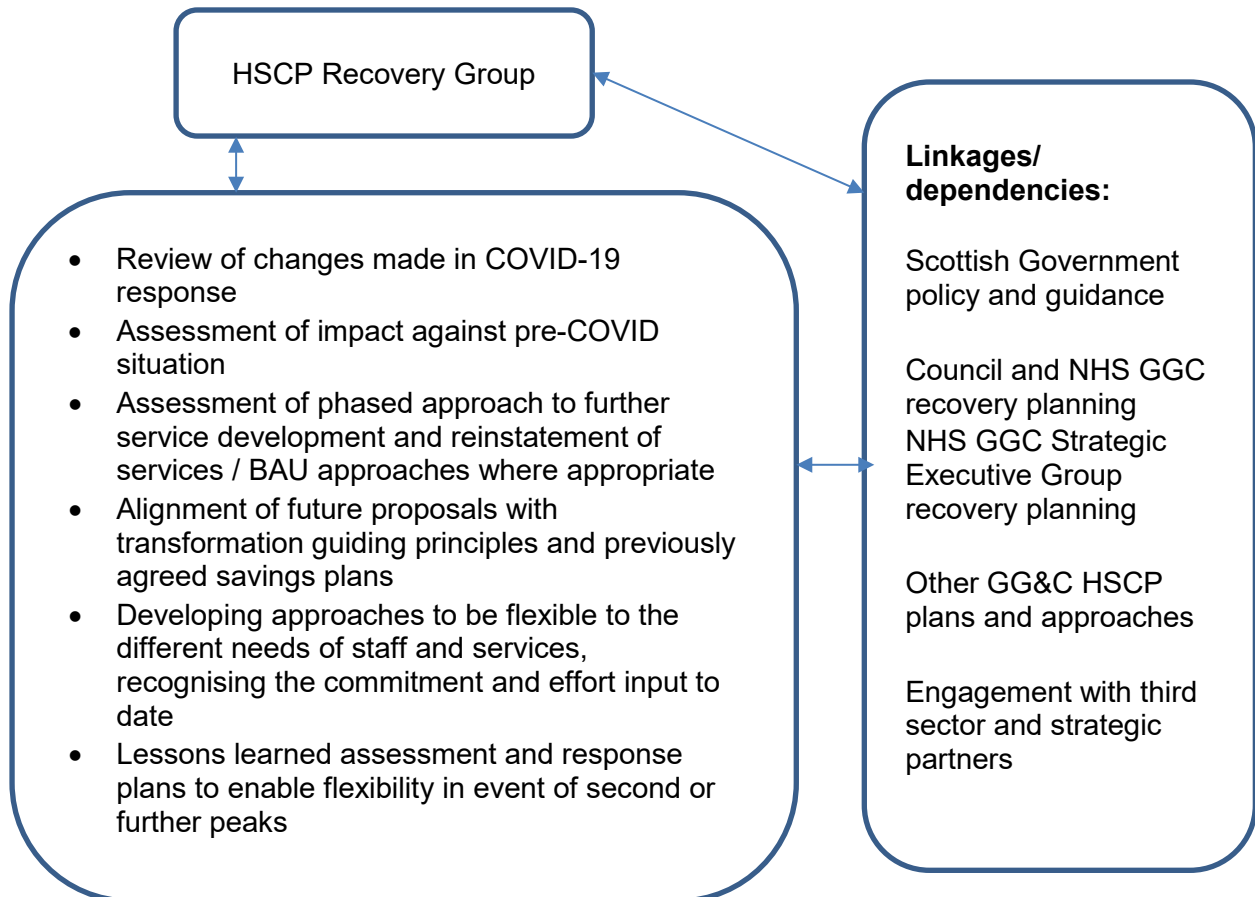 HSCP Recovery Group
• Review of changes made in COVID-19
response
• Assessment of impact against pre-COVID
situation
• Assessment of phased approach to further
service development and reinstatement of
services / BAU approaches where appropriate
• Alignment of future proposals with
transformation guiding principles and previously
agreed savings plans
• Developing approaches to be flexible to the
different needs of staff and services,
recognising the commitment and effort input to
date
• Lessons learned assessment and response
plans to enable flexibility in event of second or
further peaks
Linkages/
dependencies:
Scottish Government
policy and guidance
Council and NHS GGC
recovery planning
NHS GGC Strategic
Executive Group
recovery planning
Other GG&C HSCP
plans and approaches
Engagement with third
sector and strategic
partners